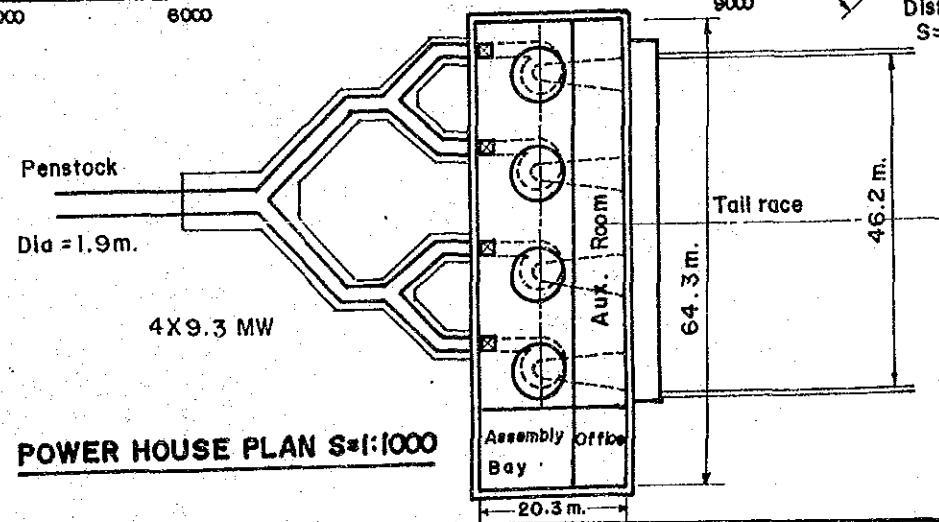 6000
9000
S=
Penstock
Dia = 1.9m.
4X9.3 MW
Aux. Room
Tail race
64.3 m.
46.2 m.
POWER HOUSE PLAN S=1:1000
Assembly Bay
Office
20.3 m.